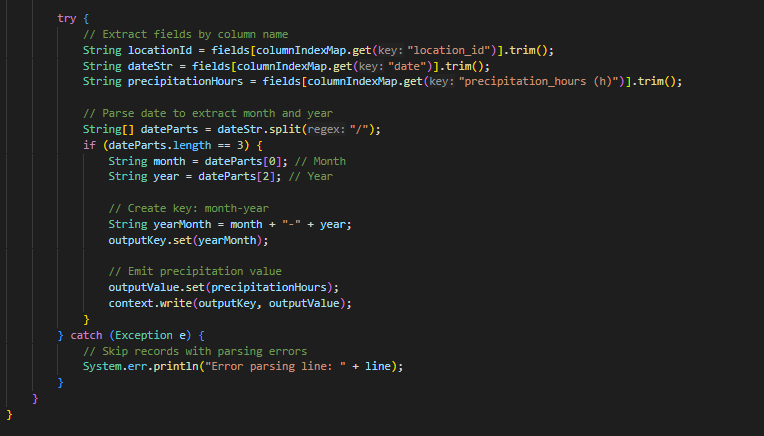 try {
// Extract fields by column name
String locationId = fields[columnIndexMap.get(key: "location_id")].trim();
String dateStr = fields[columnIndexMap.get(key: "date")].trim();
String precipitationHours = fields[columnIndexMap.get(key: "precipitation_hours (h)")].trim();
// Parse date to extract month and year
String[] dateParts = dateStr.split(regex: "/");
if (dateParts.length == 3) {
String month = dateParts[0]; // Month
String year = dateParts[2]; // Year
// Create key: month-year
String yearMonth = month + "-" + year;
outputKey.set(yearMonth);
// Emit precipitation value
outputValue.set(precipitationHours);
context.write(outputKey, outputValue);
}
} catch (Exception e) {
// Skip records with parsing errors
System.err.println("Error parsing line: " + line);
}
}
}